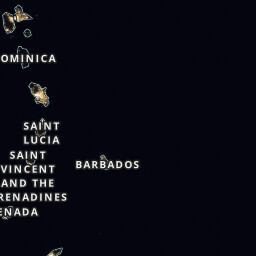 OMINICA
SAINT
LUCIA
SAINT
VINCENT
AND THE
RENADINES
BARBADOS
ENADA